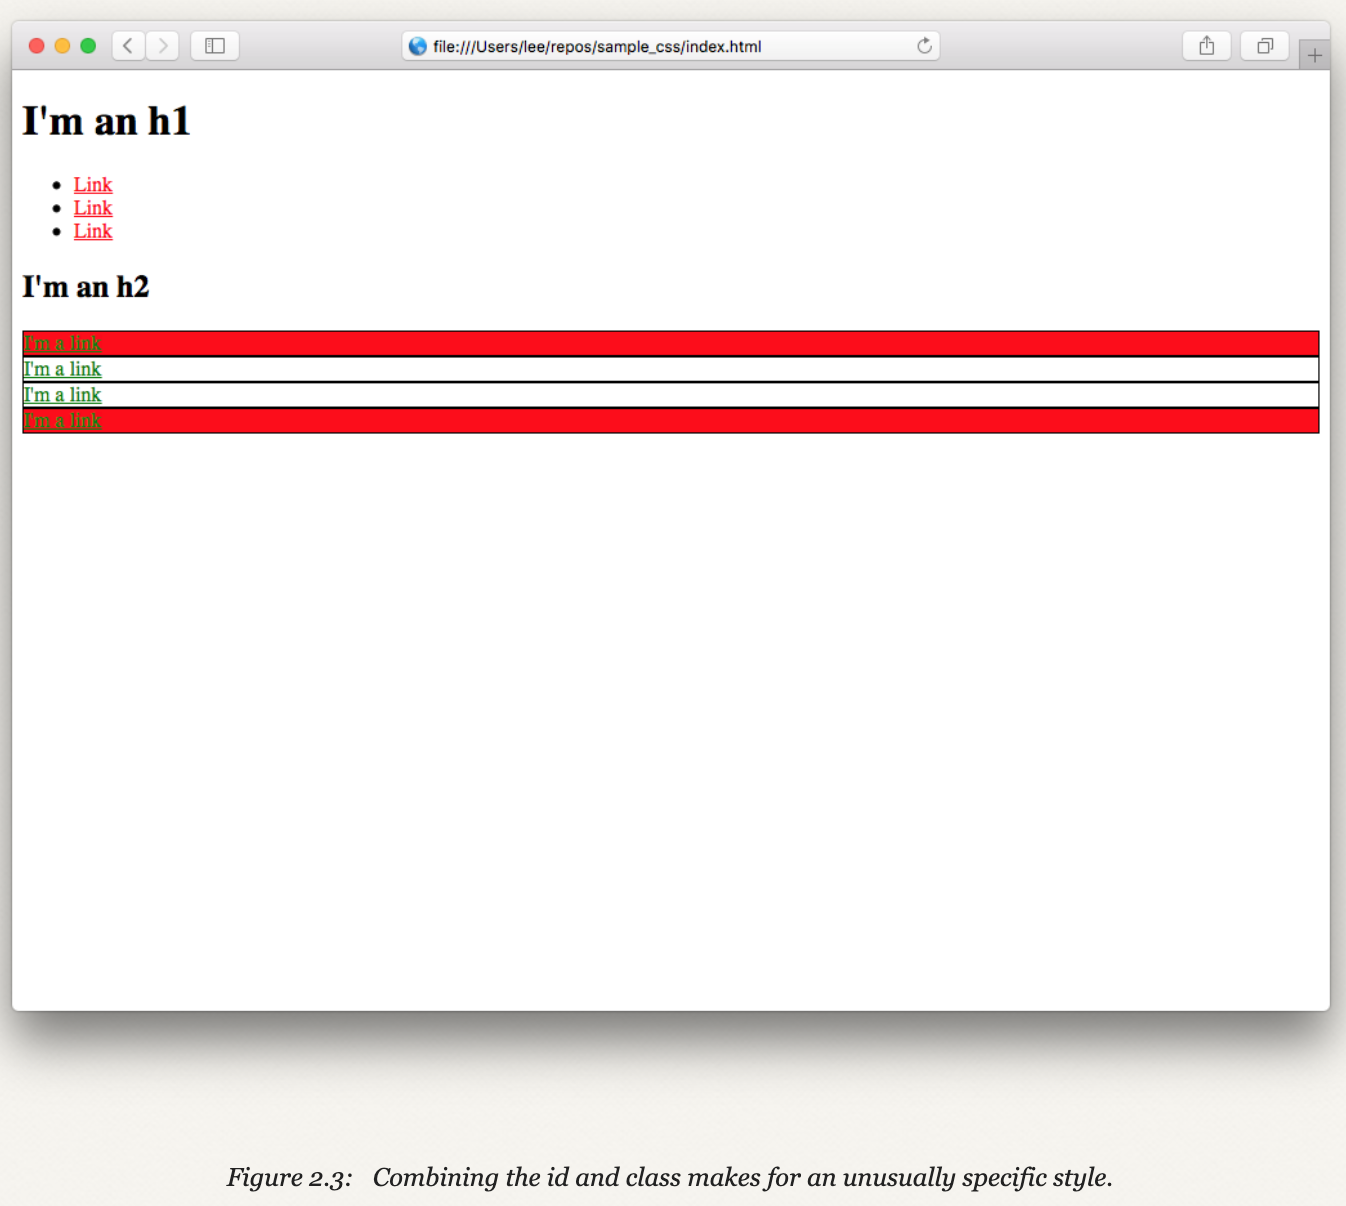 file:///Users/lee/repos/sample_css/index.html
I'm an h1
Link
Link
Link
I'm an h2
I'm a link
I'm a link
I'm a link
I'm a link
Figure 2.3: Combining the id and class makes for an unusually specific style.